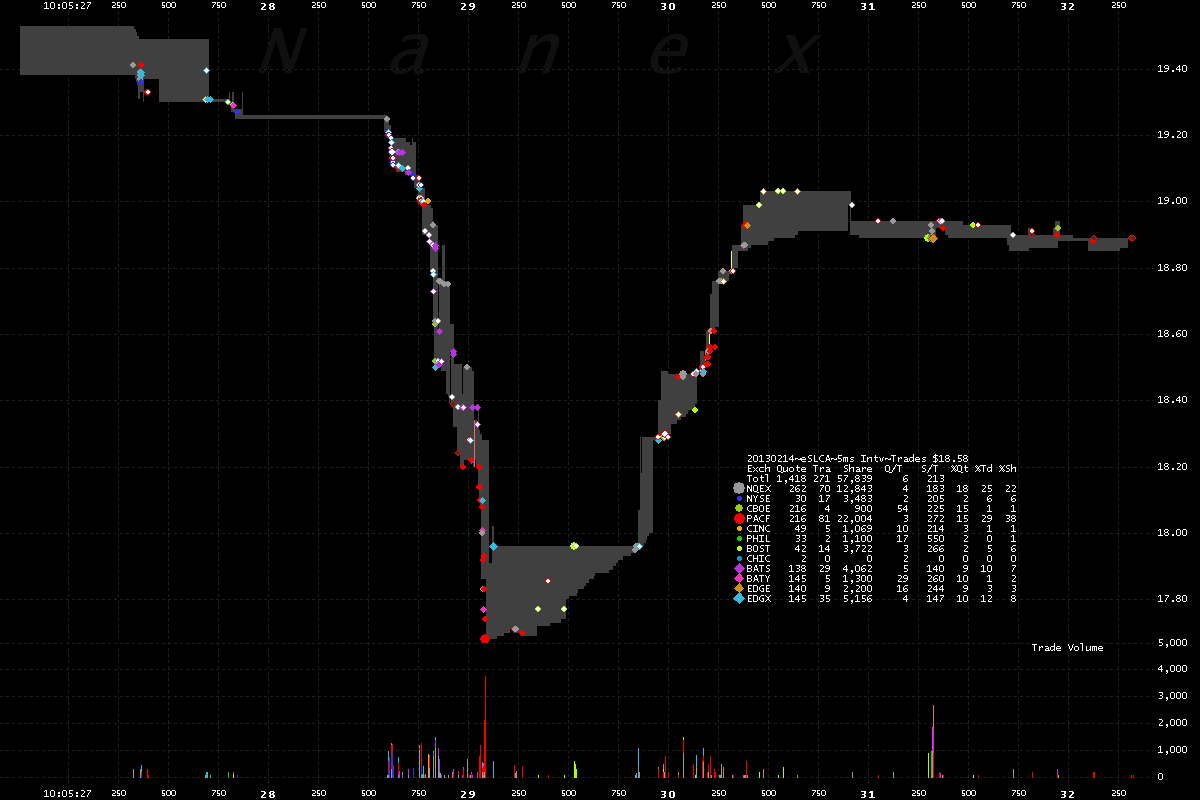 10:05:27 250 500 750 28 250 500 750 29 250 500 750 30 250 500 750 31 250 500 750 32 250
N a n e x
19.40
19.20
19.00
18.80
18.60
18.40
18.20
20130214~eSLCA~5ms Intv~Trades $18.58
Exch Quote Tra Share Q/T S/T %Qt %Td %Sh
Totl 1,418 271 57,839 6 213
NQEX 262 70 12,843 4 183 18 25 22
NYSE 30 17 3,483 2 205 2 6 6
CBOE 216 4 900 54 225 15 1 1
PACF 216 81 22,004 3 272 15 29 38
CINC 49 5 1,069 10 214 3 1 1
PHIL 33 2 1,100 17 550 2 0 1
BOST 42 14 3,722 3 266 2 5 6
CHIC 2 0 0 2 0 0 0 0
BATS 138 29 4,062 5 140 9 10 7
BATY 145 5 1,300 29 260 10 1 2
EDGE 140 9 2,200 16 244 9 3 3
EDGX 145 35 5,156 4 147 10 12 8
18.00
17.80
5,000
Trade Volume
4,000
3,000
2,000
1,000
0
10:05:27 250 500 750 28 250 500 750 29 250 500 750 30 250 500 750 31 250 500 750 32 250